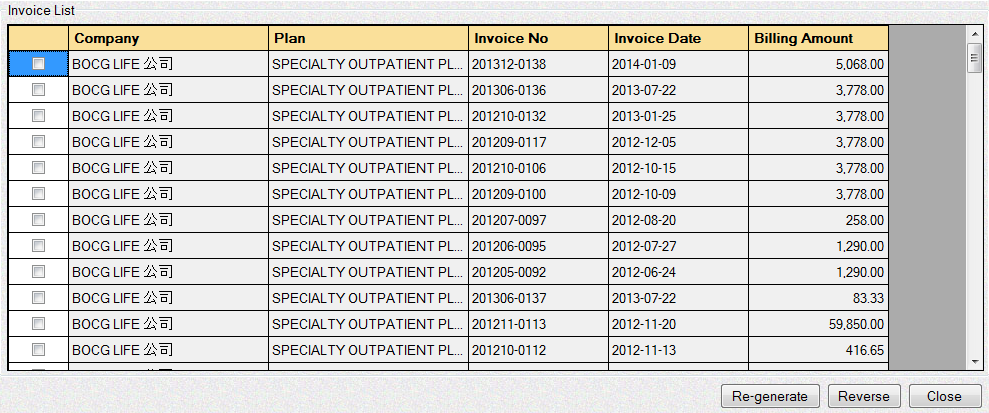 Invoice List
Company Plan Invoice No Invoice Date Billing Amount
BOCG LIFE 公司 SPECIALTY OUTPATIENT PL... 201312-0138 2014-01-09 5,068.00
BOCG LIFE 公司 SPECIALTY OUTPATIENT PL... 201306-0136 2013-07-22 3,778.00
BOCG LIFE 公司 SPECIALTY OUTPATIENT PL... 201210-0132 2013-01-25 3,778.00
BOCG LIFE 公司 SPECIALTY OUTPATIENT PL... 201209-0117 2012-12-05 3,778.00
BOCG LIFE 公司 SPECIALTY OUTPATIENT PL... 201210-0106 2012-10-15 3,778.00
BOCG LIFE 公司 SPECIALTY OUTPATIENT PL... 201209-0100 2012-10-09 3,778.00
BOCG LIFE 公司 SPECIALTY OUTPATIENT PL... 201207-0097 2012-08-20 258.00
BOCG LIFE 公司 SPECIALTY OUTPATIENT PL... 201206-0095 2012-07-27 1,290.00
BOCG LIFE 公司 SPECIALTY OUTPATIENT PL... 201205-0092 2012-06-24 1,290.00
BOCG LIFE 公司 SPECIALTY OUTPATIENT PL... 201306-0137 2013-07-22 83.33
BOCG LIFE 公司 SPECIALTY OUTPATIENT PL... 201211-0113 2012-11-20 59,850.00
BOCG LIFE 公司 SPECIALTY OUTPATIENT PL... 201210-0112 2012-11-13 416.65
Re-generate Reverse Close